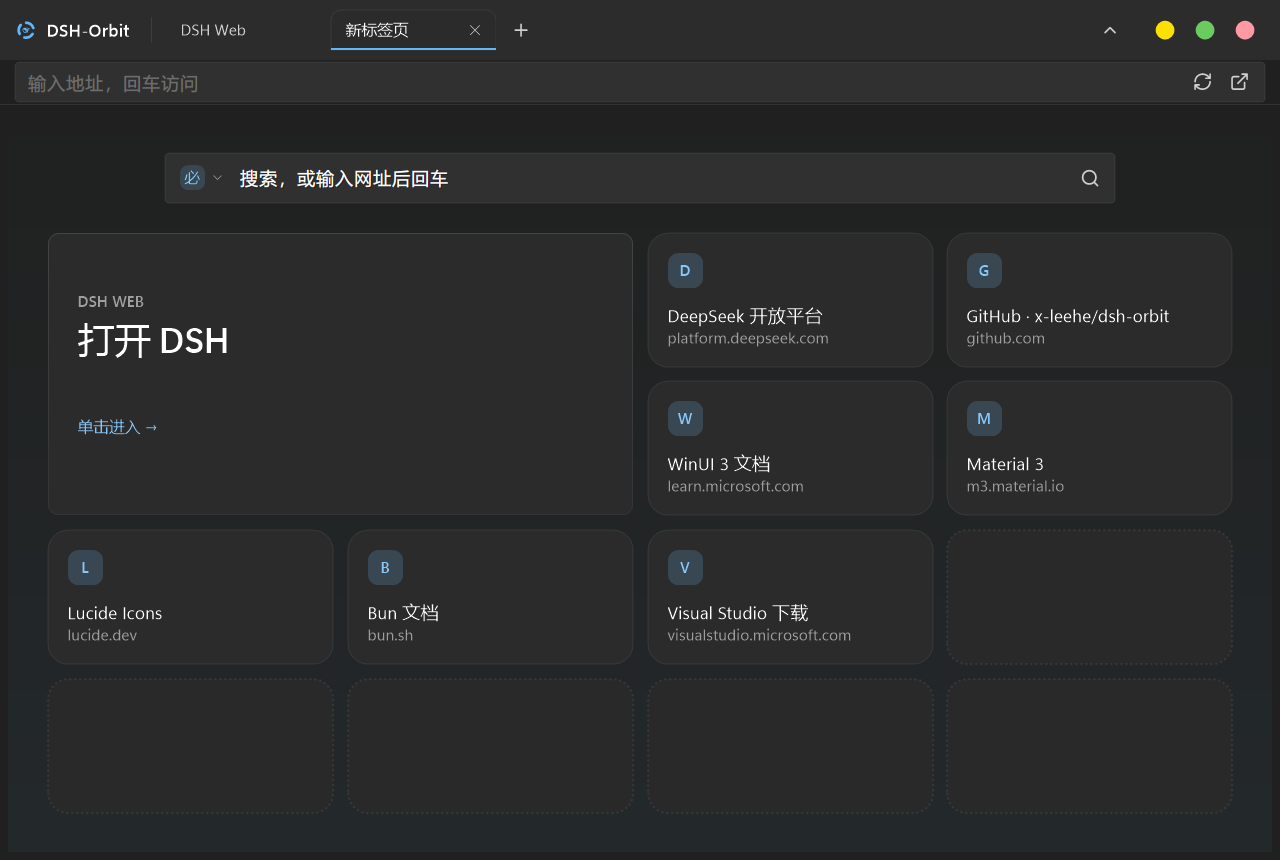 DSH-Orbit
DSH Web
新标签页
输入地址，回车访问
必
搜索，或输入网址后回车
DSH WEB
打开 DSH
单击进入 →
D
DeepSeek 开放平台
platform.deepseek.com
G
GitHub · x-leehe/dsh-orbit
github.com
W
WinUI 3 文档
learn.microsoft.com
M
Material 3
m3.material.io
L
Lucide Icons
lucide.dev
B
Bun 文档
bun.sh
V
Visual Studio 下载
visualstudio.microsoft.com